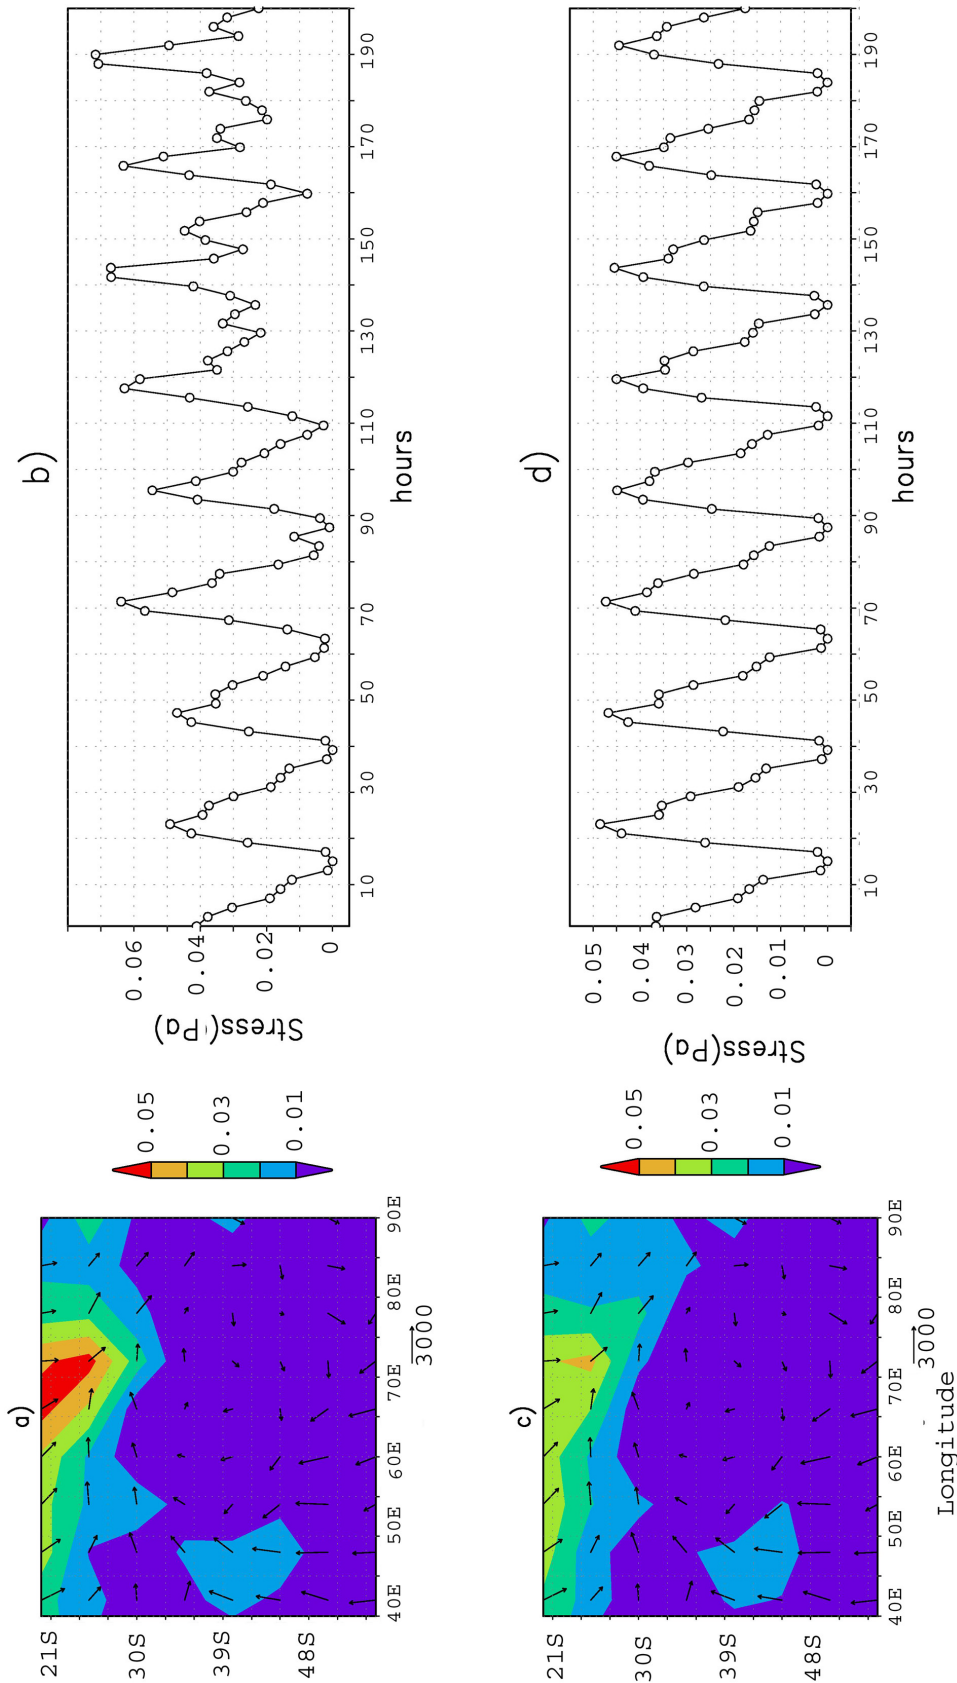 a)
21S
30S
39S
48S
40E 50E 60E 70E 80E 90E
3000
0.05
0.03
0.01
b)
Stress(Pa)
0.06
0.04
0.02
0
10 30 50 70 90 110 130 150 170 190
hours
c)
21S
30S
39S
48S
40E 50E 60E 70E 80E 90E
3000
Longitude
0.05
0.03
0.01
d)
Stress(Pa)
0.05
0.04
0.03
0.02
0.01
0
10 30 50 70 90 110 130 150 170 190
hours